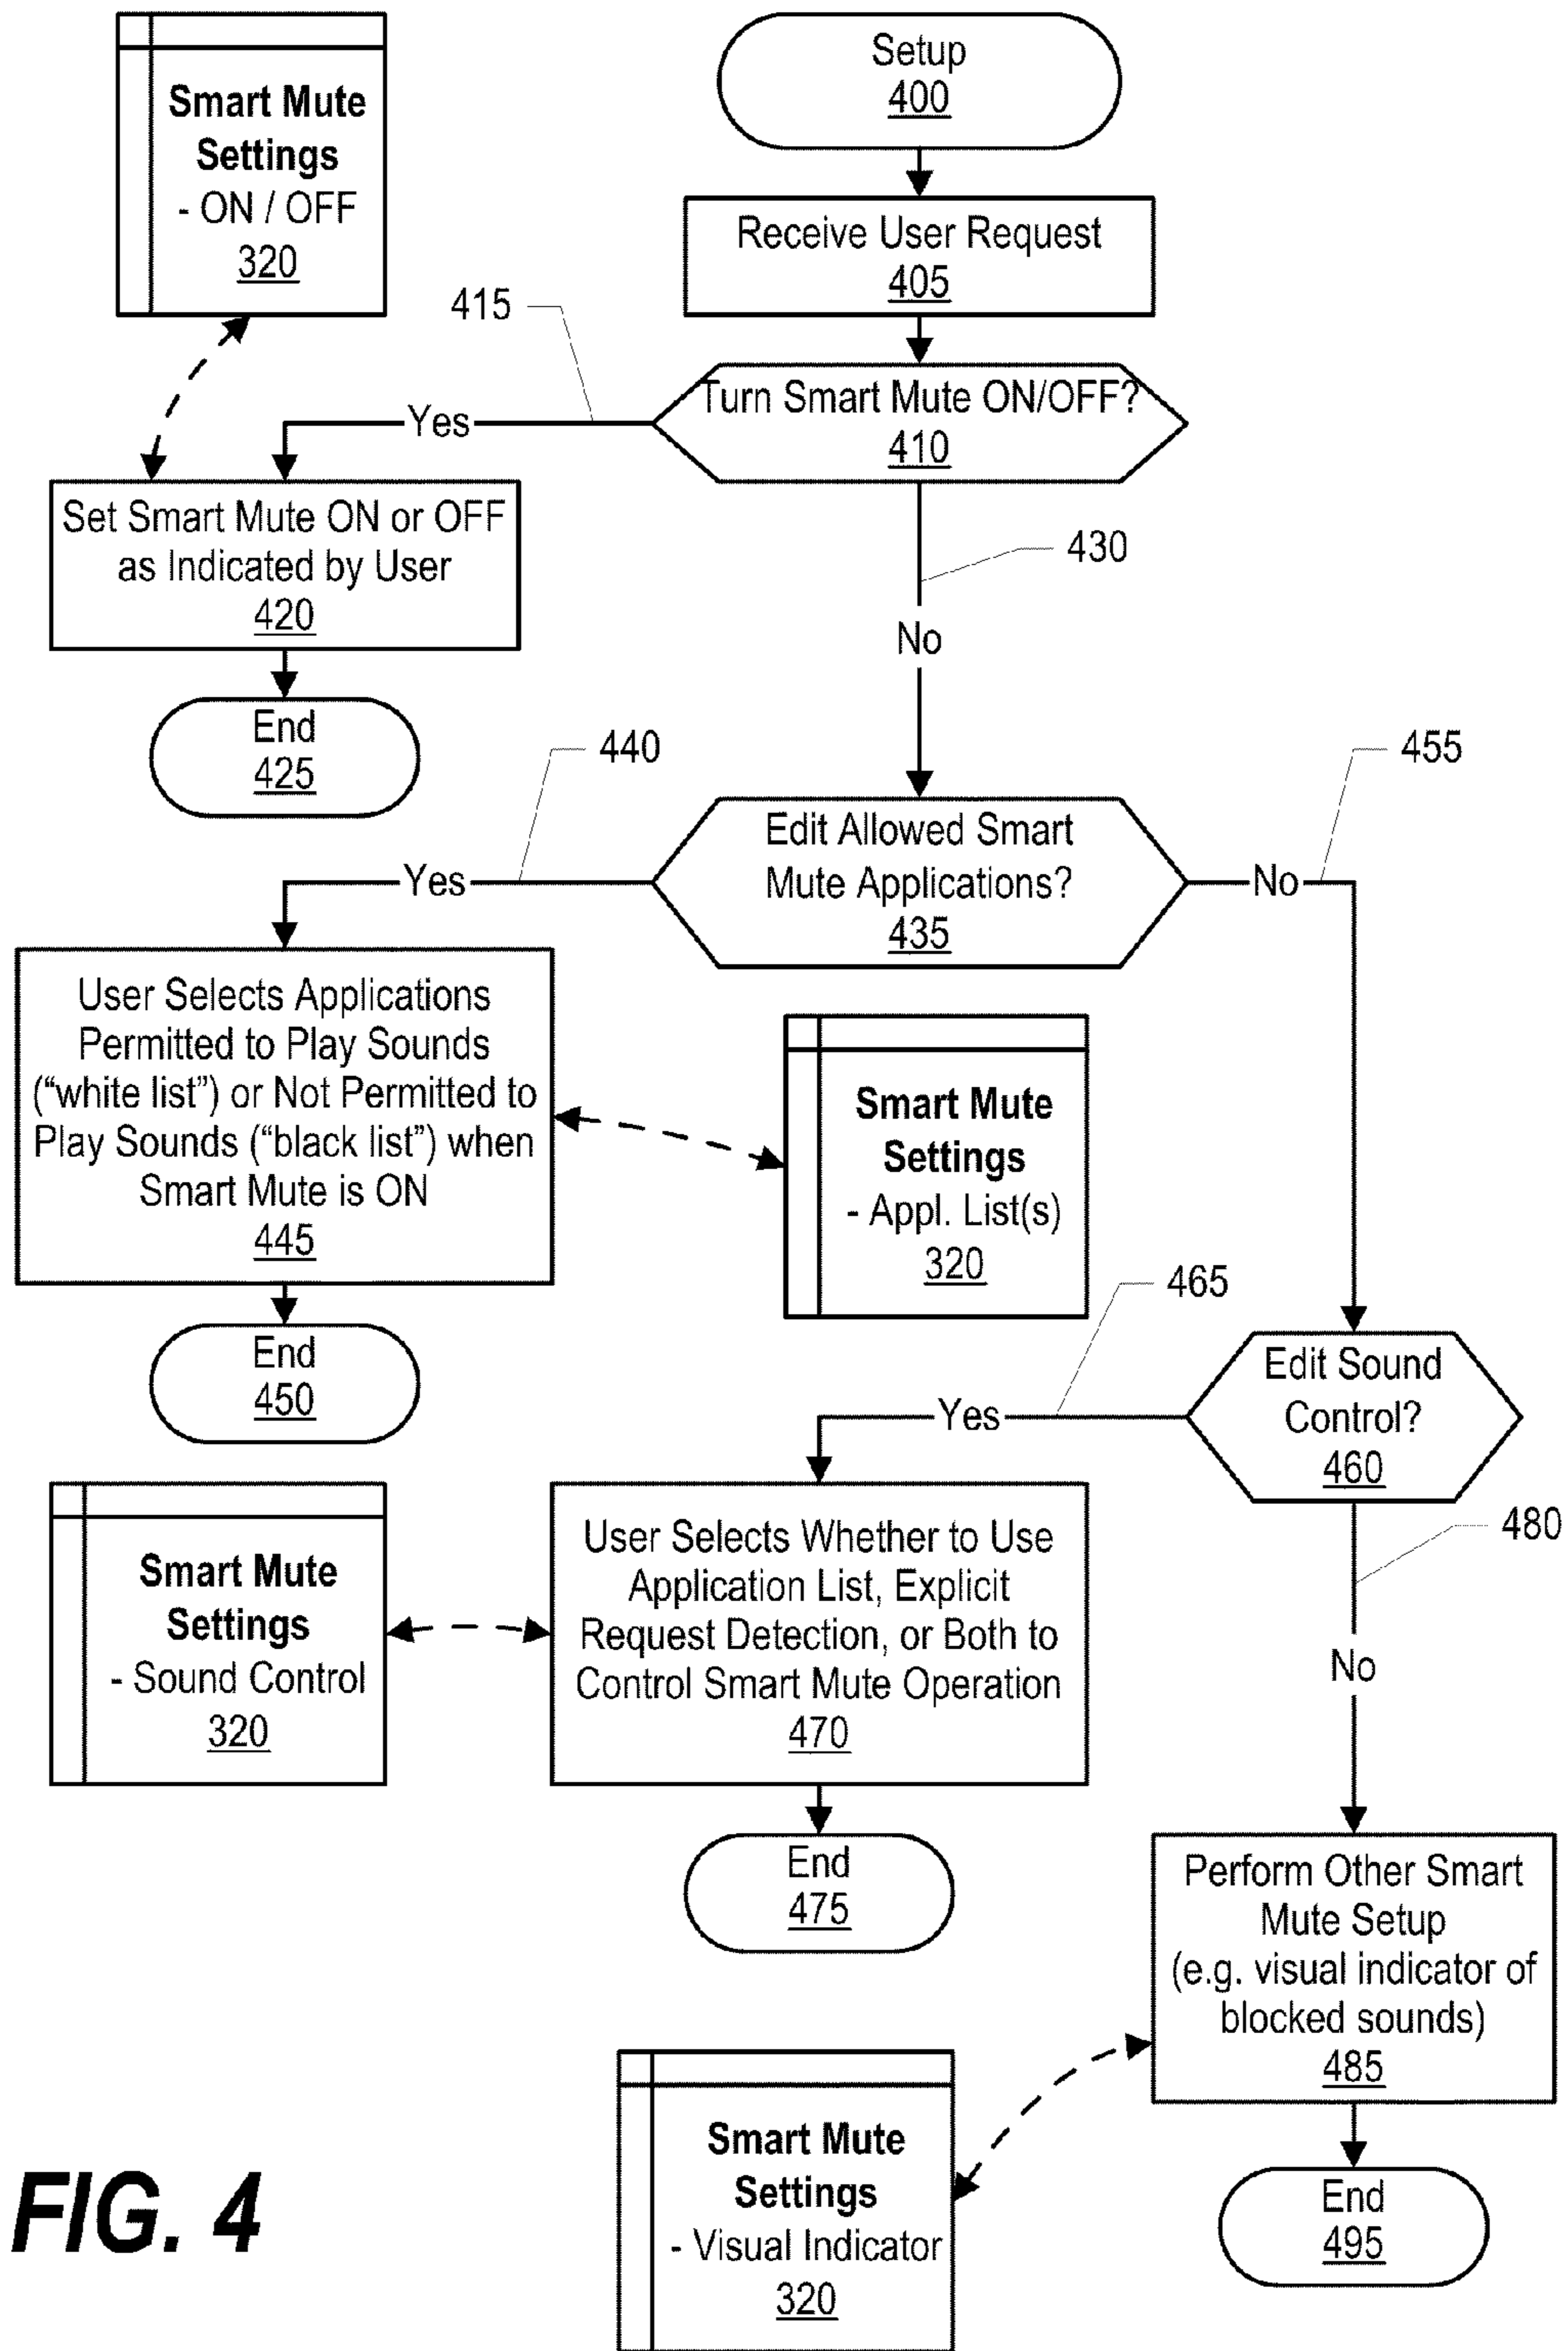 Smart Mute
Settings
- ON / OFF
320
Setup
400
Receive User Request
405
415
Turn Smart Mute ON/OFF?
410
Yes
Set Smart Mute ON or OFF
as Indicated by User
420
430
No
End
425
440
455
Edit Allowed Smart
Mute Applications?
435
Yes
No
User Selects Applications
Permitted to Play Sounds
(“white list”) or Not Permitted to
Play Sounds (“black list”) when
Smart Mute is ON
445
Smart Mute
Settings
- Appl. List(s)
320
465
End
450
Edit Sound
Control?
460
Yes
480
Smart Mute
Settings
- Sound Control
320
User Selects Whether to Use
Application List, Explicit
Request Detection, or Both to
Control Smart Mute Operation
470
No
End
475
Perform Other Smart
Mute Setup
(e.g. visual indicator of
blocked sounds)
485
Smart Mute
Settings
- Visual Indicator
320
End
495
FIG. 4